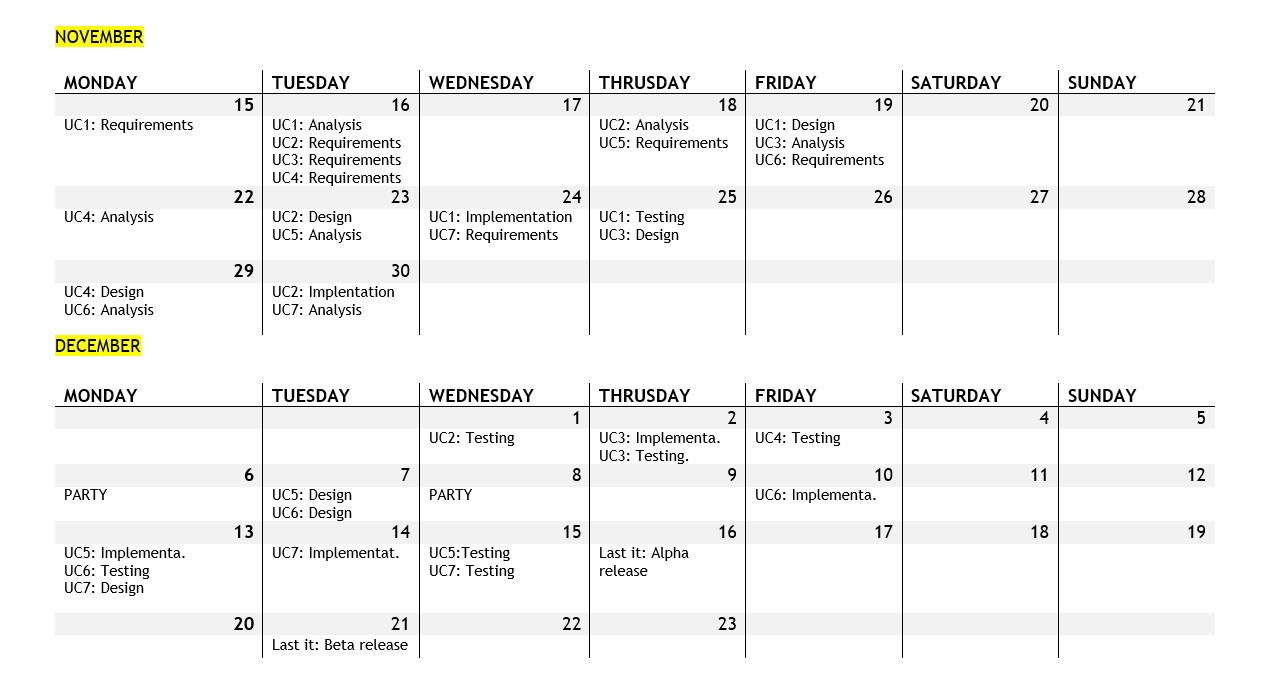 NOVEMBER
MONDAY TUESDAY WEDNESDAY THRUSDAY FRIDAY SATURDAY SUNDAY
15 16 17 18 19 20 21
UC1: Requirements UC1: Analysis UC2: Analysis UC1: Design
UC2: Requirements UC5: Requirements UC3: Analysis
UC3: Requirements UC6: Requirements
UC4: Requirements
22 23 24 25 26 27 28
UC4: Analysis UC2: Design UC1: Implementation UC1: Testing
UC5: Analysis UC7: Requirements UC3: Design
29 30
UC4: Design UC2: Implentation
UC6: Analysis UC7: Analysis
DECEMBER
MONDAY TUESDAY WEDNESDAY THRUSDAY FRIDAY SATURDAY SUNDAY
1 2 3 4 5
UC2: Testing UC3: Implementa. UC4: Testing
UC3: Testing.
6 7 8 9 10 11 12
PARTY UC5: Design PARTY UC6: Implementa.
UC6: Design
13 14 15 16 17 18 19
UC5: Implementa. UC7: Implementat. UC5:Testing Last it: Alpha
UC6: Testing UC7: Testing release
UC7: Design
20 21 22 23
Last it: Beta release